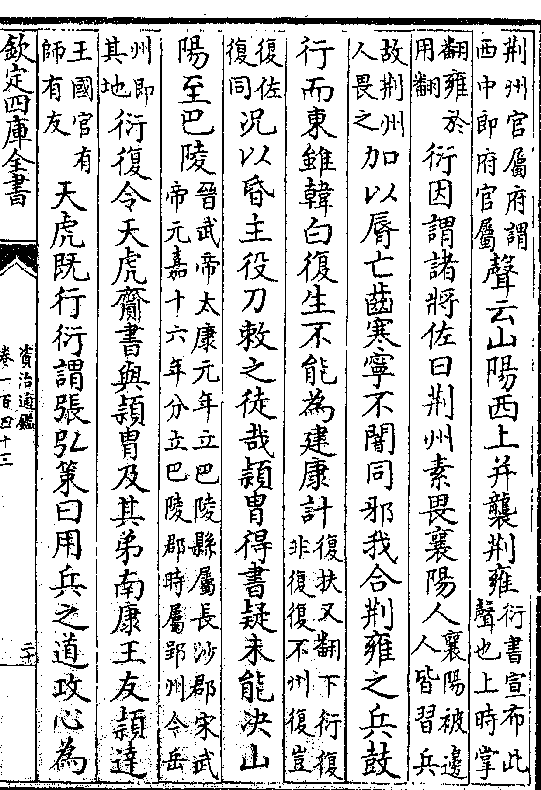 荆州官屬府謂
西中即府官屬
聲云山陽西上并襲荆雍
衍書宣布此
聲也上時掌
翻雍於
用翻
衍因謂諸將佐曰荆州素畏襄陽人
襄陽被邊
人皆習兵
故荆州
人畏之
加以脣亡齒寒寧不闇同邪我合荆雍之兵鼓
行而東雖韓白復生不能為建康計
復扶又翻下衍復
非復復不州復豈
復佐
復同
況以昏主役刀敕之徒哉頴胄得書疑未能決山
陽至巴陵
晉武帝太康元年立巴陵縣屬長沙郡宋武
帝元嘉十六年分立巴陵郡時屬郢州今岳
州即
其地
衍復令天虎齎書與頴胄及其弟南康王友頴達
王國官有
師有友
天虎既行衍謂張弘策曰用兵之道攻心為
欽定四庫全書
資治通鑑
卷一百四十三
二十